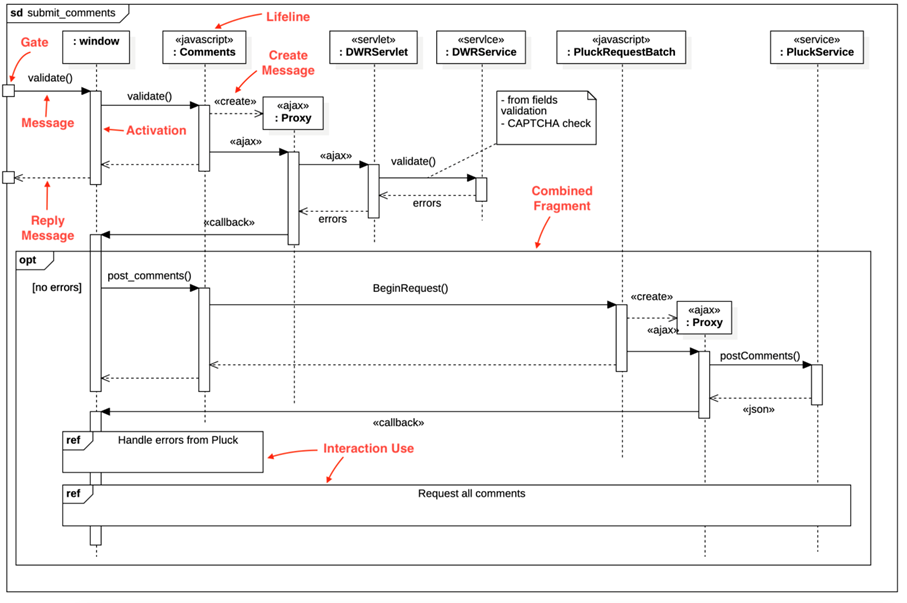 sd submit_comments
Lifeline
: window
«javascript»
: Comments
«servlet»
: DWRServlet
«servlce»
: DWRService
«javascript»
: PluckRequestBatch
«service»
: PluckService
Gate
Create
Message
validate()
validate()
«create»
«ajax»
: Proxy
- from fields
validation
- CAPTCHA check
Message
Activation
«ajax»
«ajax»
validate()
errors
errors
Reply
Message
«callback»
Combined
Fragment
opt
[no errors]
post_comments()
BeginRequest()
«create»
«ajax»
: Proxy
«ajax»
postComments()
«json»
«callback»
ref
Handle errors from Pluck
Interaction Use
ref
Request all comments